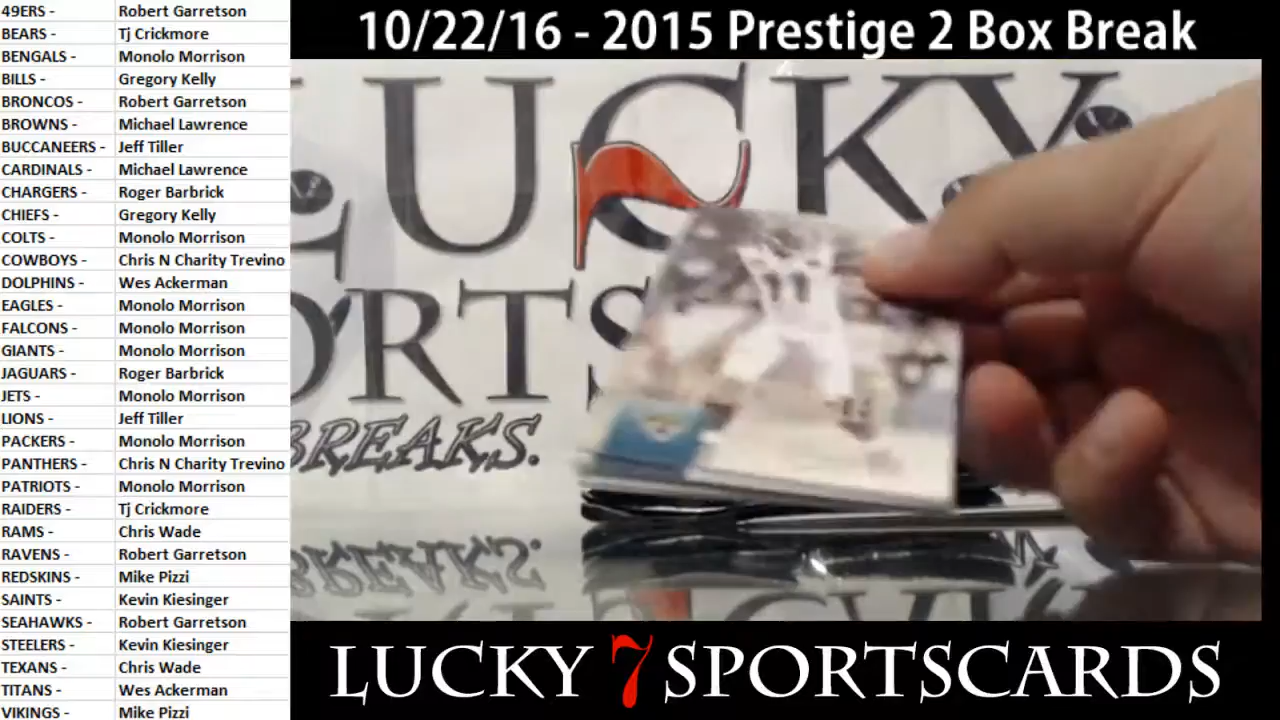 49ERS - Robert Garretson
BEARS - Tj Crickmore
BENGALS - Monolo Morrison
BILLS - Gregory Kelly
BRONCOS - Robert Garretson
BROWNS - Michael Lawrence
BUCCANEERS - Jeff Tiller
CARDINALS - Michael Lawrence
CHARGERS - Roger Barbrick
CHIEFS - Gregory Kelly
COLTS - Monolo Morrison
COWBOYS - Chris N Charity Trevino
DOLPHINS - Wes Ackerman
EAGLES - Monolo Morrison
FALCONS - Monolo Morrison
GIANTS - Monolo Morrison
JAGUARS - Roger Barbrick
JETS - Monolo Morrison
LIONS - Jeff Tiller
PACKERS - Monolo Morrison
PANTHERS - Chris N Charity Trevino
PATRIOTS - Monolo Morrison
RAIDERS - Tj Crickmore
RAMS - Chris Wade
RAVENS - Robert Garretson
REDSKINS - Mike Pizzi
SAINTS - Kevin Kiesinger
SEAHAWKS - Robert Garretson
STEELERS - Kevin Kiesinger
TEXANS - Chris Wade
TITANS - Wes Ackerman
VIKINGS - Mike Pizzi
10/22/16 - 2015 Prestige 2 Box Break
LUCKY
ORTS
BREAKS.
LUCKY 7 SPORTSCARDS